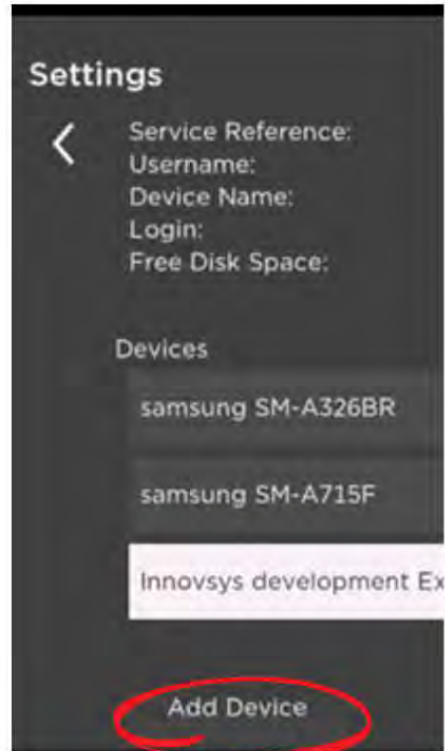 Settings
Service Reference:
Username:
Device Name:
Login:
Free Disk Space:
Devices
samsung SM-A326BR
samsung SM-A715F
Innovsys development Ex
Add Device